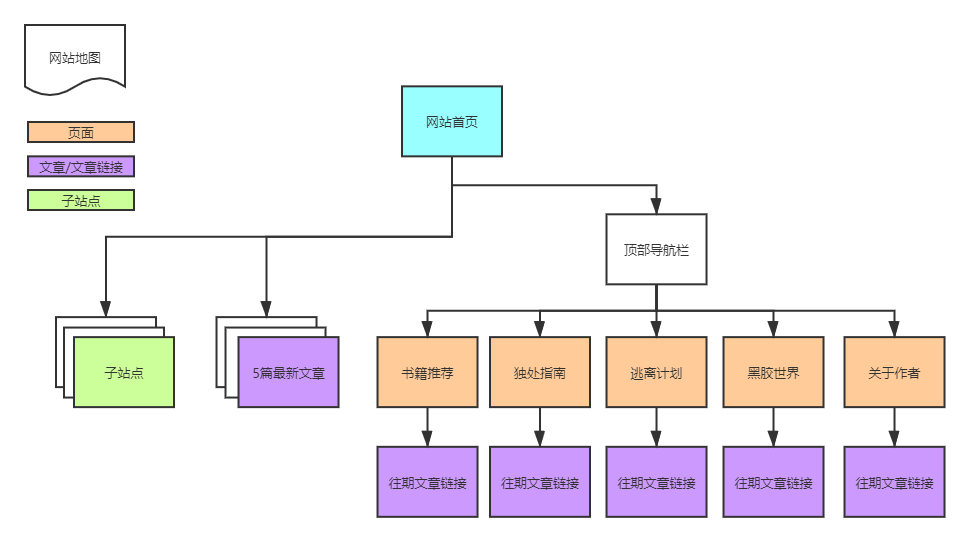 网站地图
页面
文章/文章链接
子站点
网站首页
顶部导航栏
子站点
5篇最新文章
书籍推荐
独处指南
逃离计划
黑胶世界
关于作者
往期文章链接
往期文章链接
往期文章链接
往期文章链接
往期文章链接